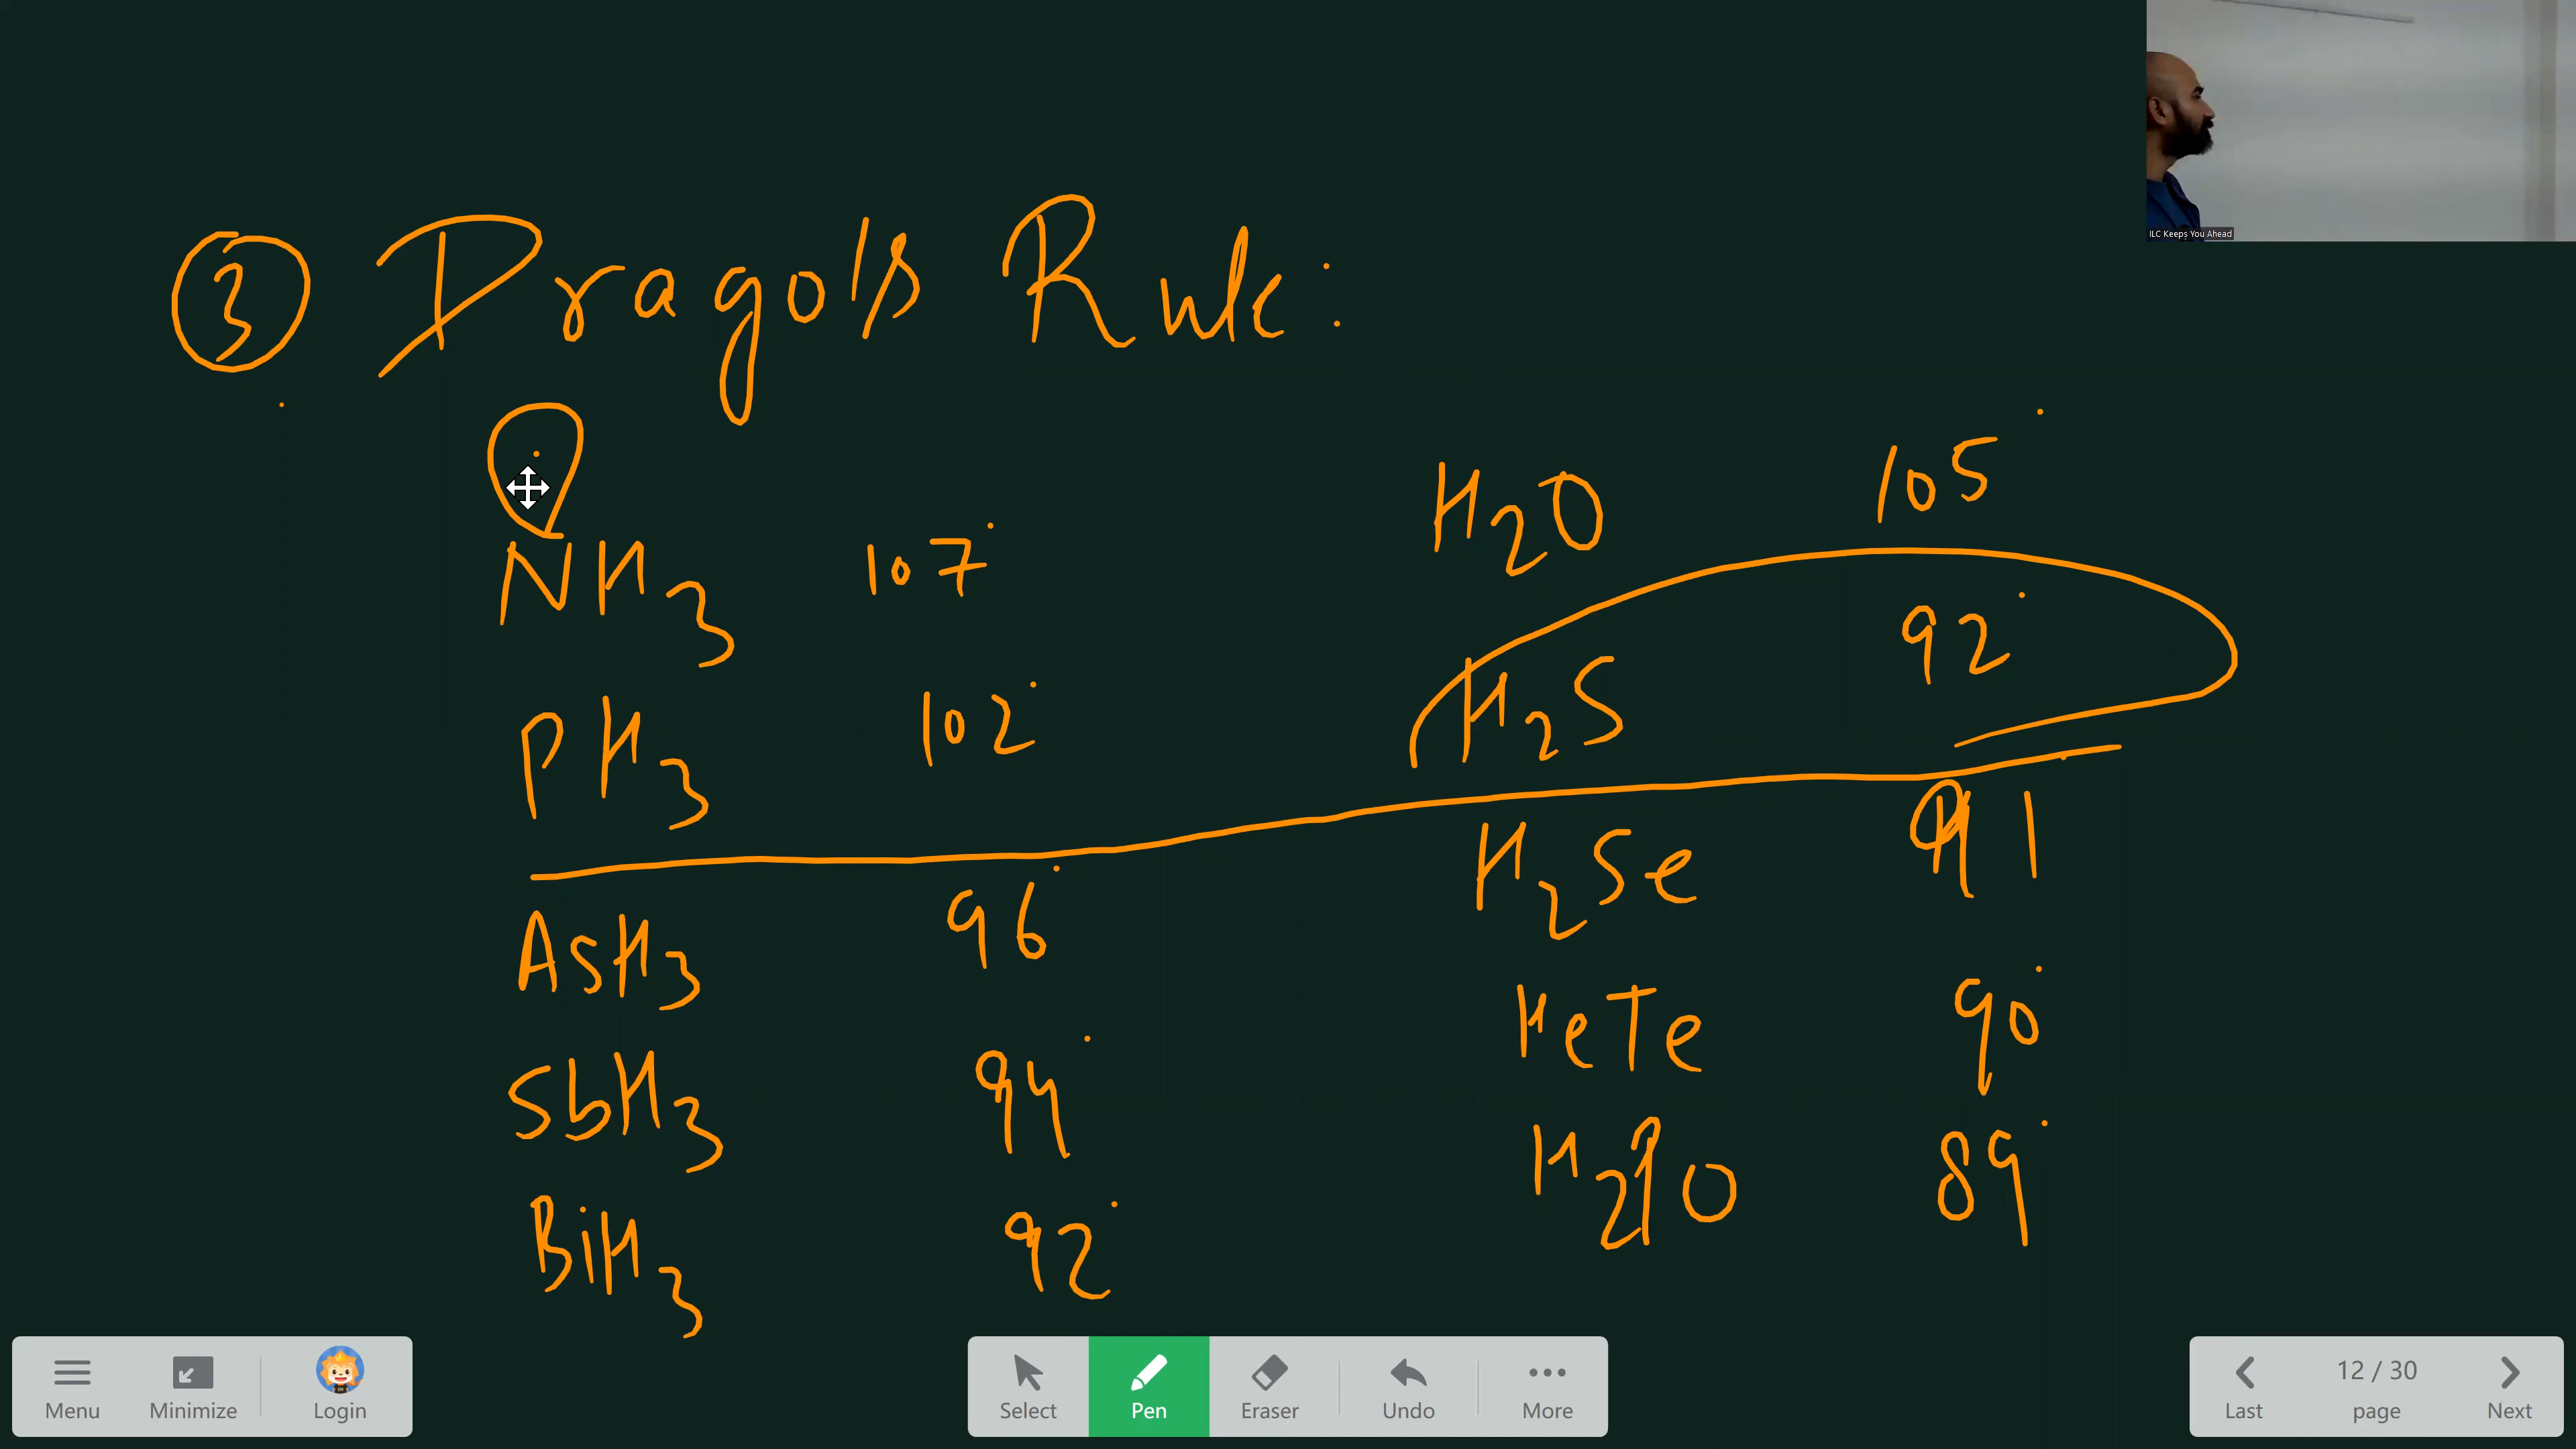 ILC Keeps You Ahead
③ Drago's Rule:
NH3 107°
PH3 102°
AsH3 96°
SbH3 94°
BiH3 92°
H2O 105°
H2S 92°
H2Se 91
HeTe 90°
H2PO 89°
Menu Minimize Login
Select Pen Eraser Undo More
Last 12 / 30 page Next